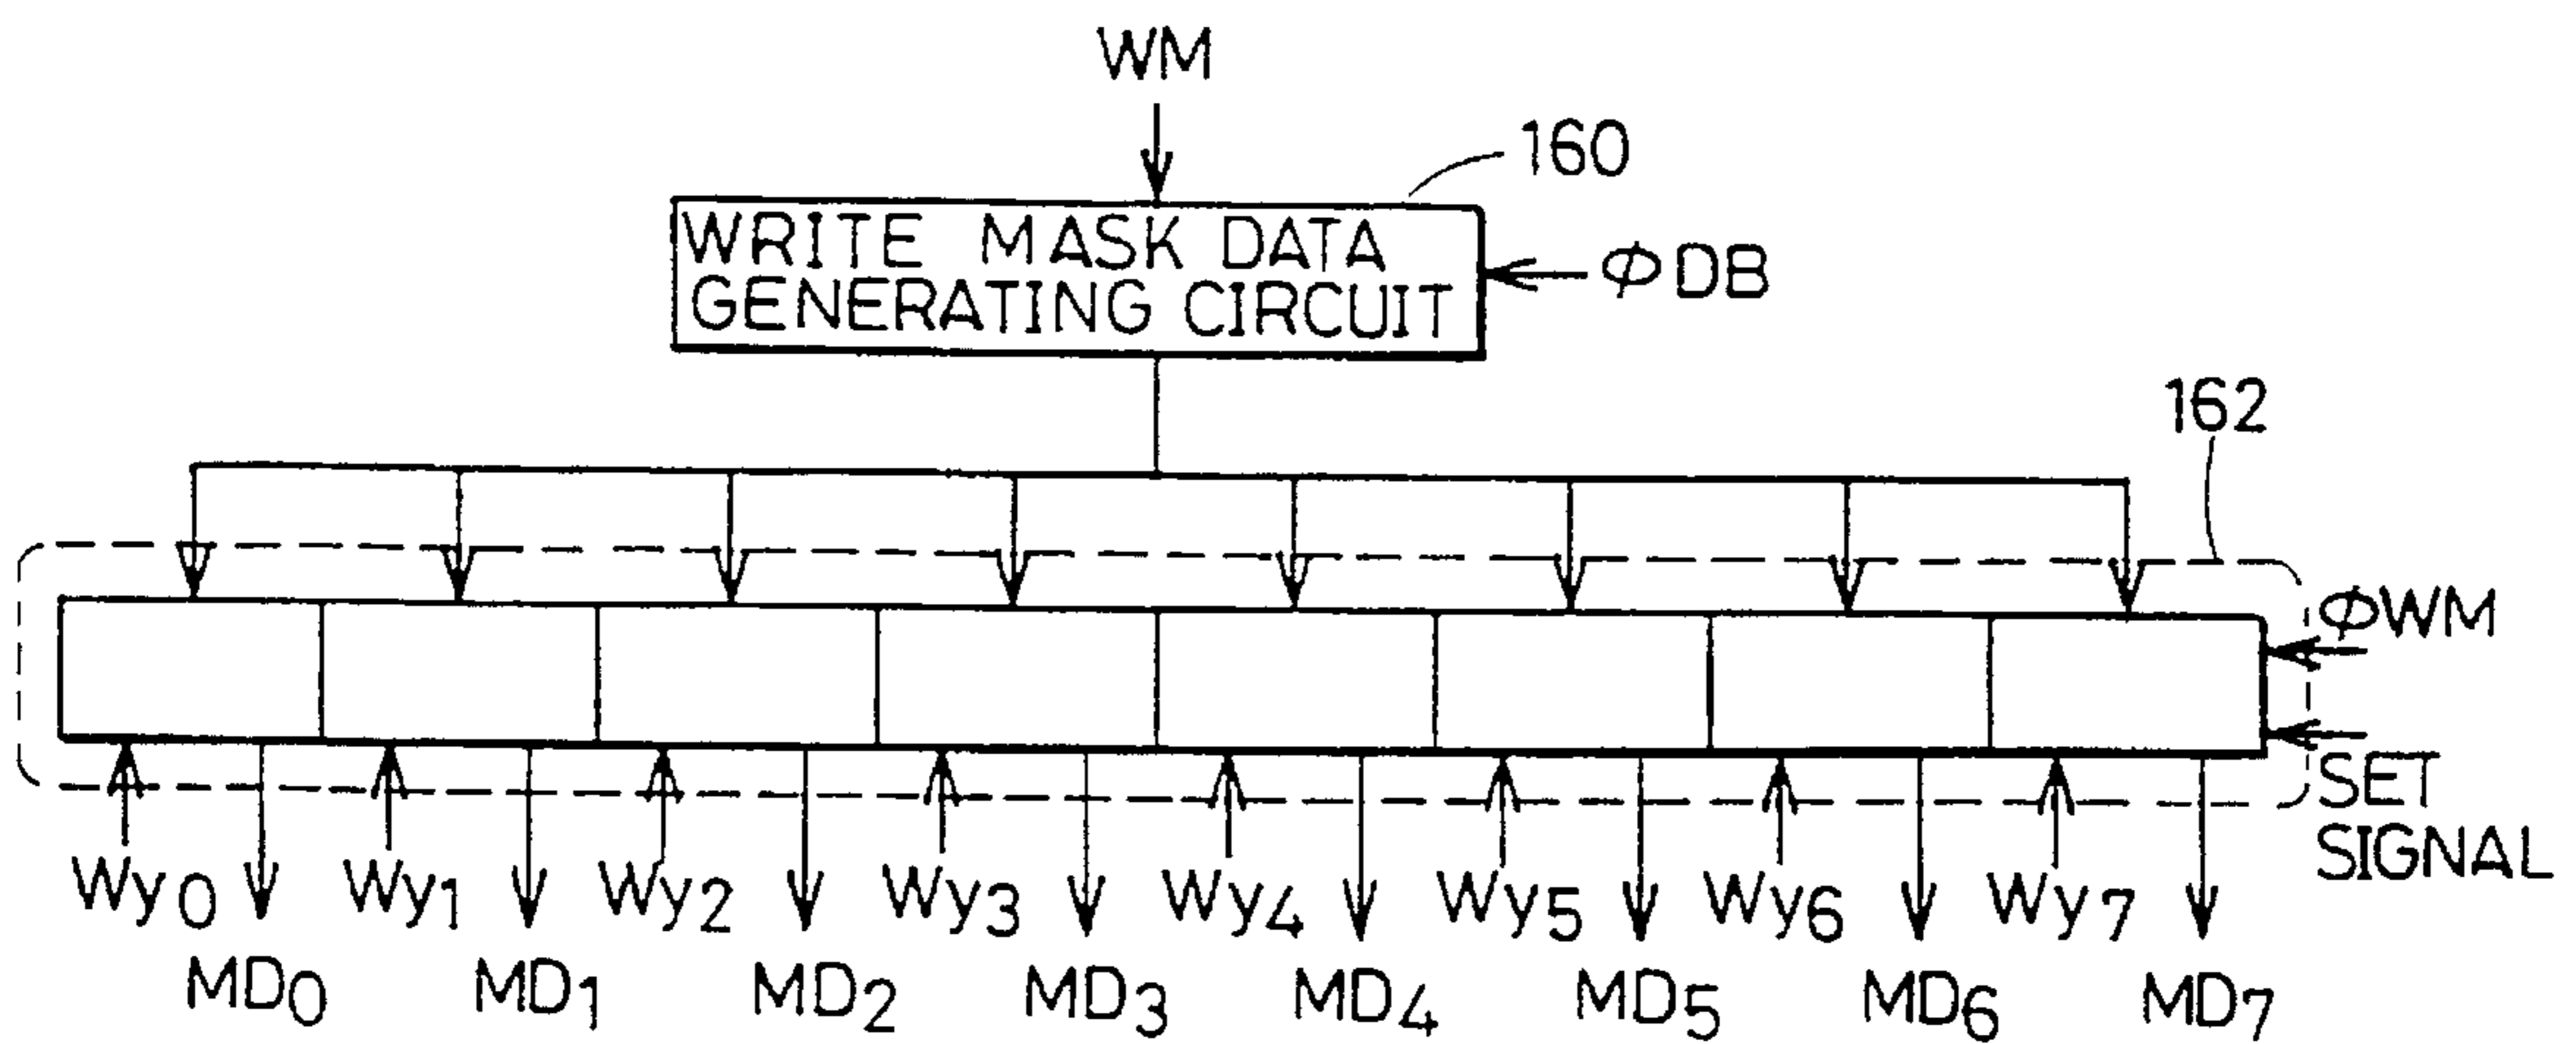 WM
160
WRITE MASK DATA
GENERATING CIRCUIT
ϕDB
162
ϕWM
SET
SIGNAL
Wy0 Wy1 Wy2 Wy3 Wy4 Wy5 Wy6 Wy7
MD0 MD1 MD2 MD3 MD4 MD5 MD6 MD7